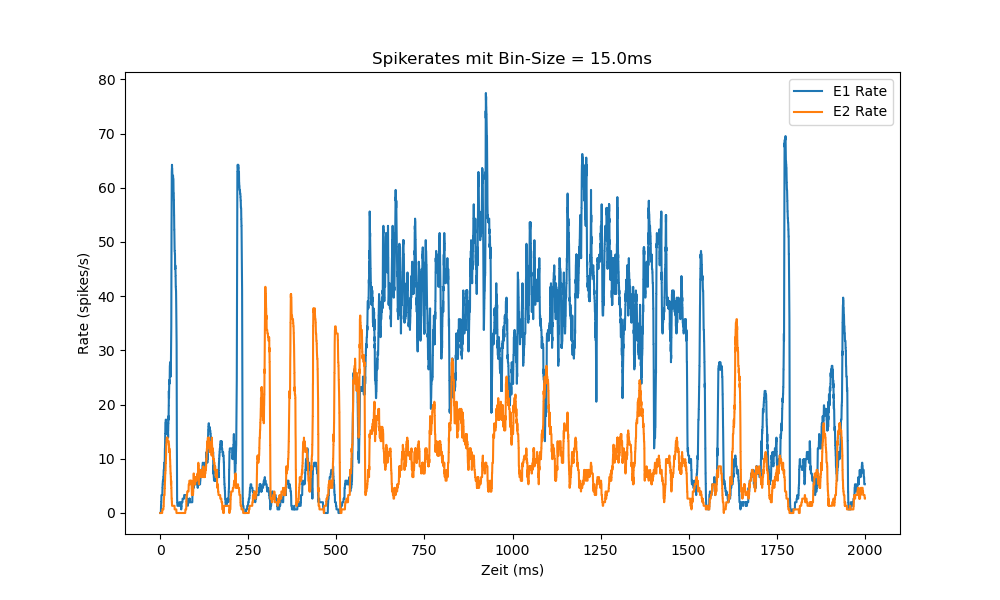 Spikerates mit Bin-Size = 15.0ms
E1 Rate
E2 Rate
80
70
60
50
40
30
20
10
0
Rate (spikes/s)
0 250 500 750 1000 1250 1500 1750 2000
Zeit (ms)